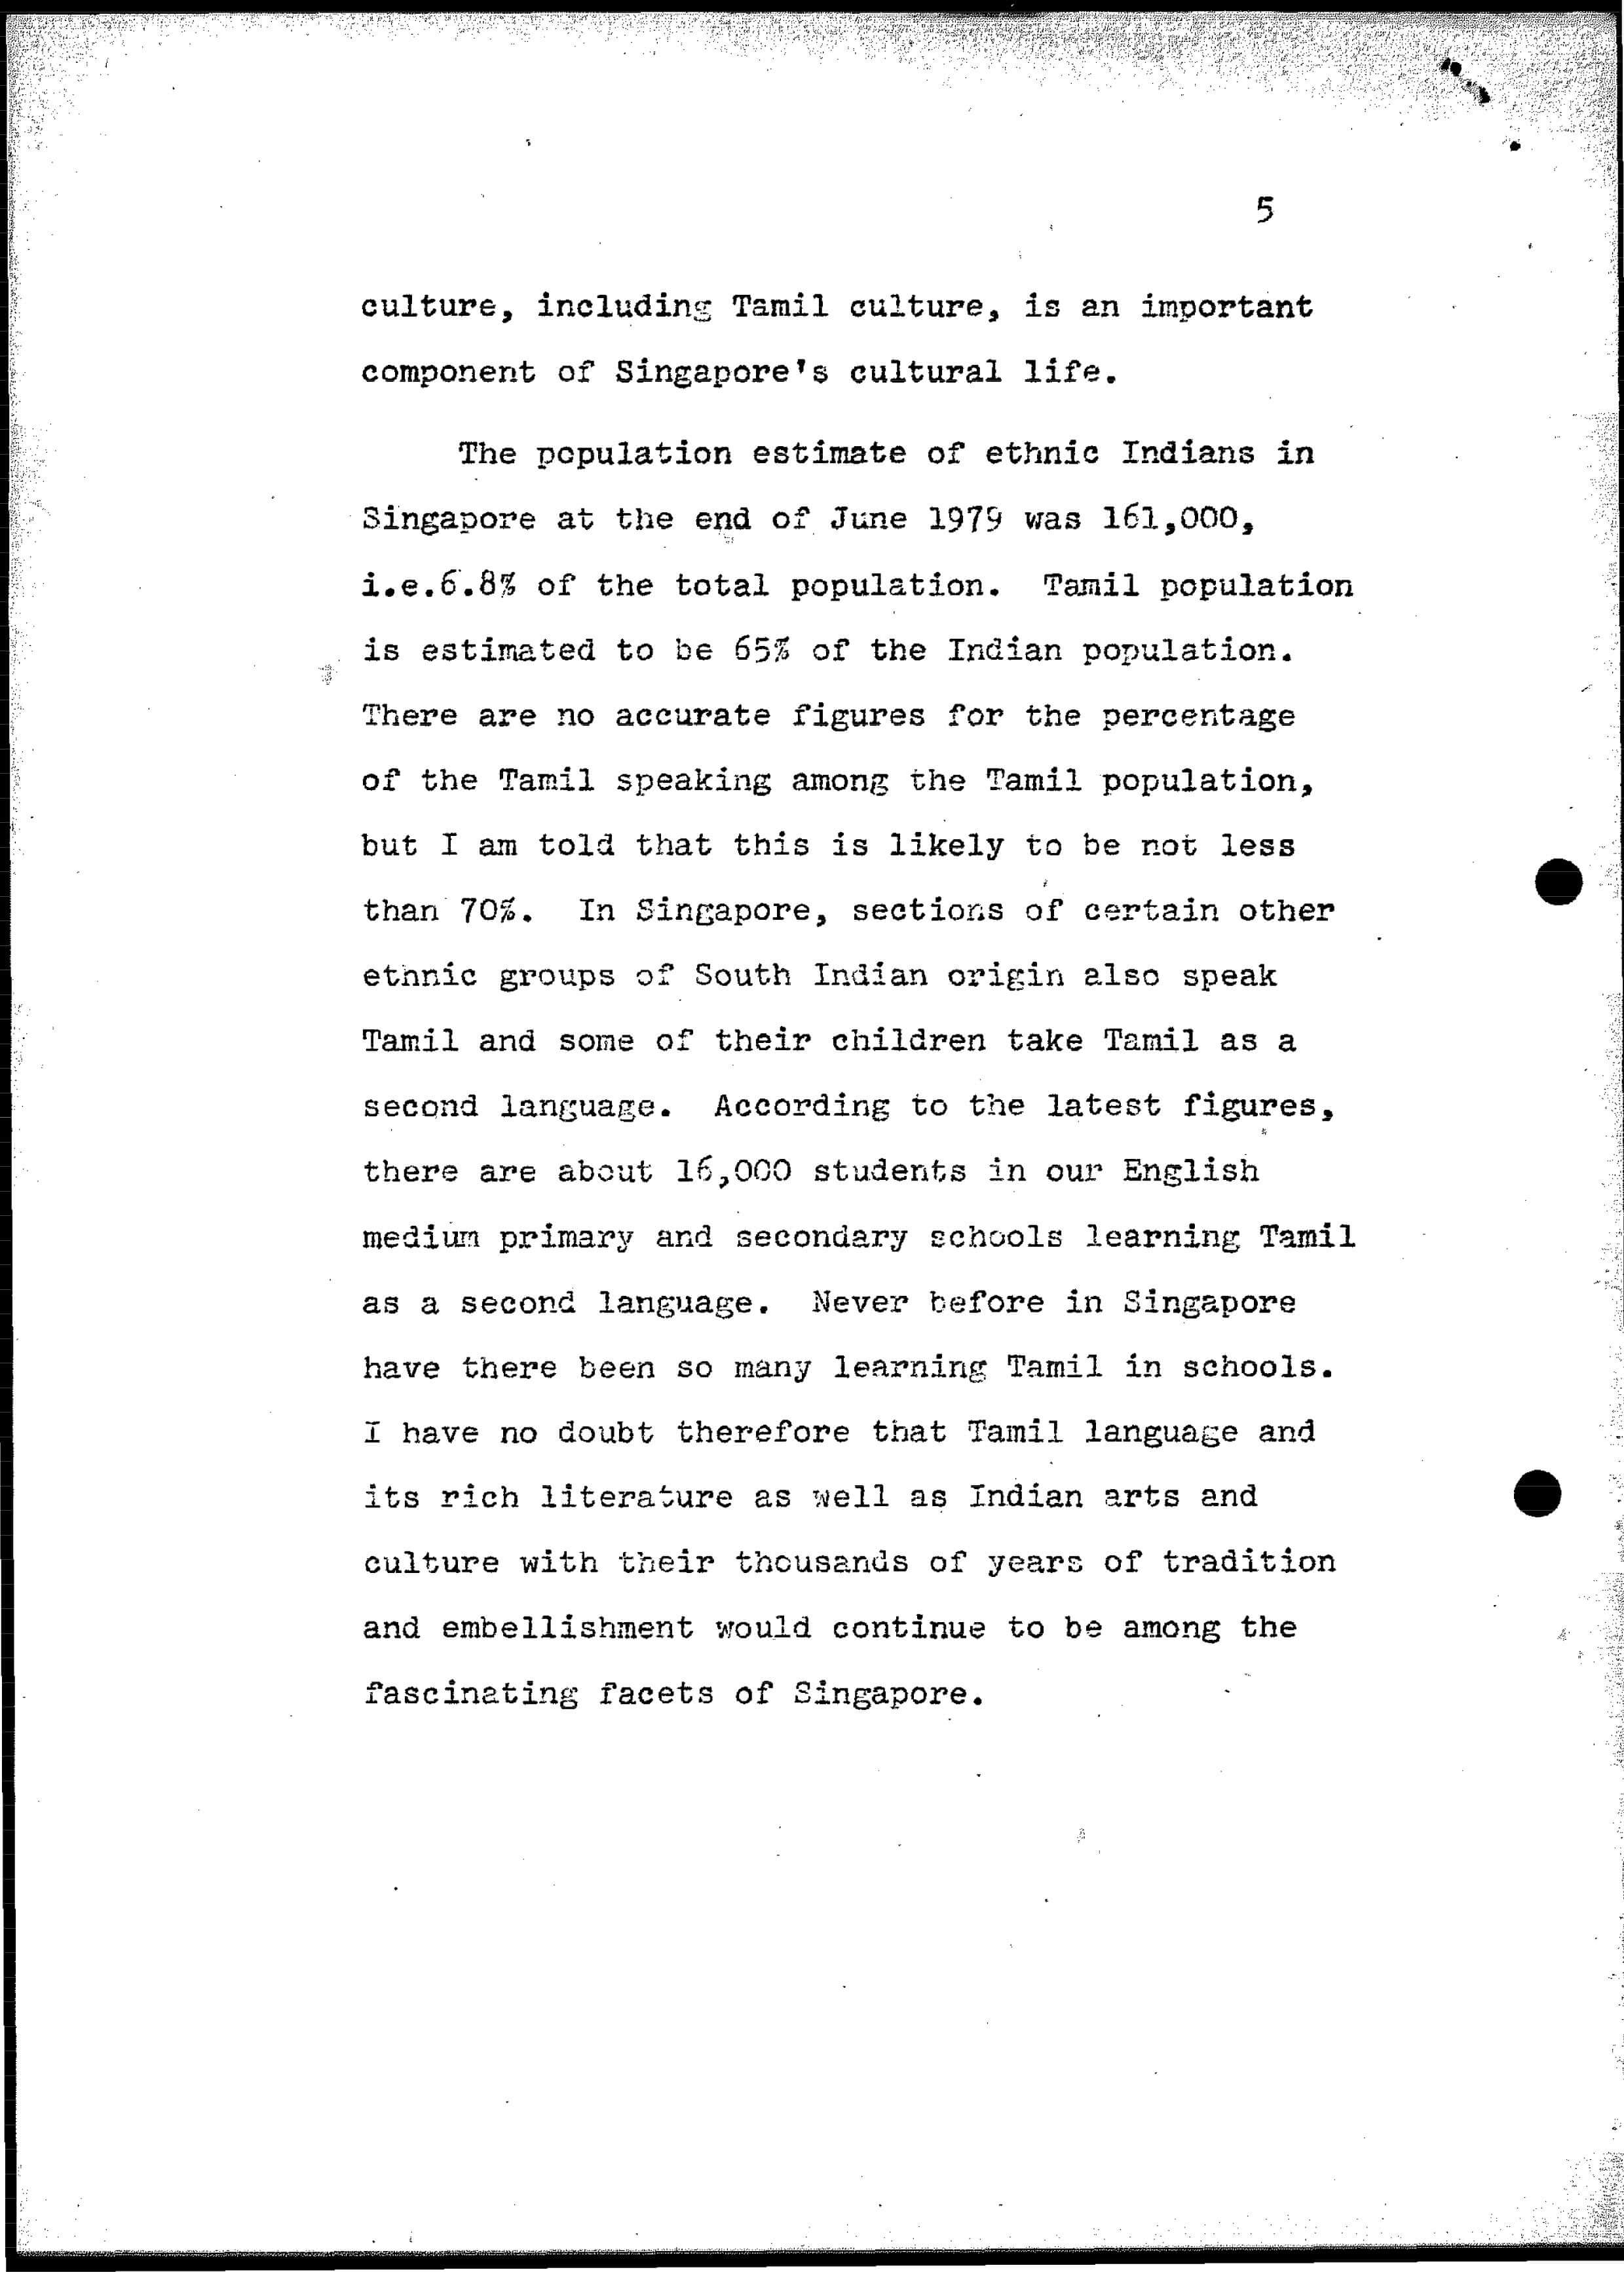 5
culture, including Tamil culture, is an important
component of Singapore's cultural life.
The population estimate of ethnic Indians in
Singapore at the end of June 1979 was 161,000,
i.e.6.8% of the total population. Tamil population
is estimated to be 65% of the Indian population.
There are no accurate figures for the percentage
of the Tamil speaking among the Tamil population,
but I am told that this is likely to be not less
than 70%. In Singapore, sections of certain other
ethnic groups of South Indian origin also speak
Tamil and some of their children take Tamil as a
second language. According to the latest figures,
there are about 16,000 students in our English
medium primary and secondary schools learning Tamil
as a second language. Never before in Singapore
have there been so many learning Tamil in schools.
I have no doubt therefore that Tamil language and
its rich literature as well as Indian arts and
culture with their thousands of years of tradition
and embellishment would continue to be among the
fascinating facets of Singapore.